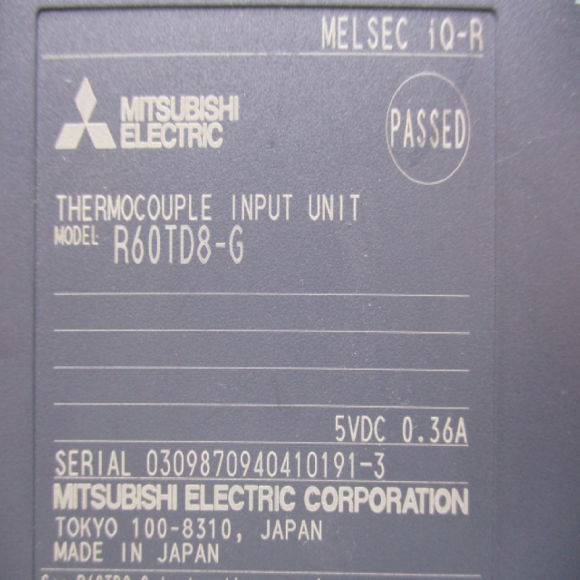 MELSEC iQ-R
MITSUBISHI
ELECTRIC
PASSED
THERMOCOUPLE INPUT UNIT
MODEL R60TD8-G
5VDC 0.36A
SERIAL 0309870940410191-3
MITSUBISHI ELECTRIC CORPORATION
TOKYO 100-8310, JAPAN
MADE IN JAPAN